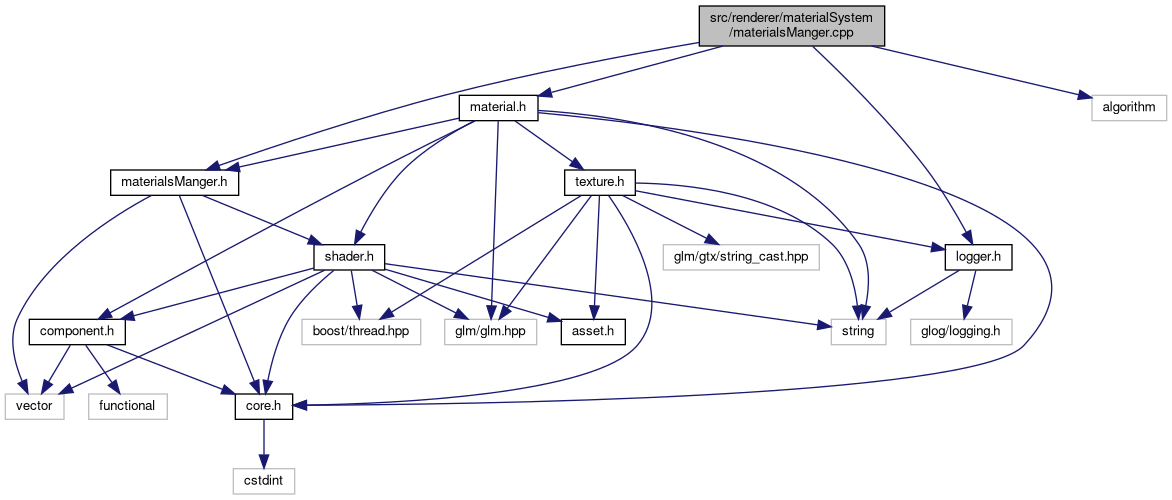 src/renderer/materialSystem
/materialsManger.cpp
material.h
algorithm
materialsManger.h
texture.h
shader.h
glm/gtx/string_cast.hpp
logger.h
component.h
boost/thread.hpp
glm/glm.hpp
asset.h
string
glog/logging.h
vector
functional
core.h
cstdint